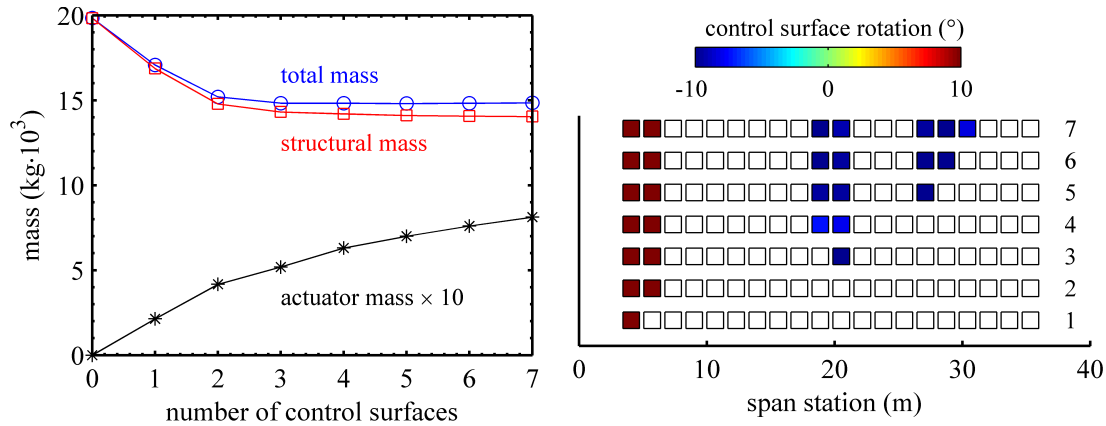 20
15
10
5
0
mass (kg·10³)
total mass
structural mass
actuator mass × 10
0 1 2 3 4 5 6 7
number of control surfaces
control surface rotation (°)
-10 0 10
7
6
5
4
3
2
1
0 10 20 30 40
span station (m)